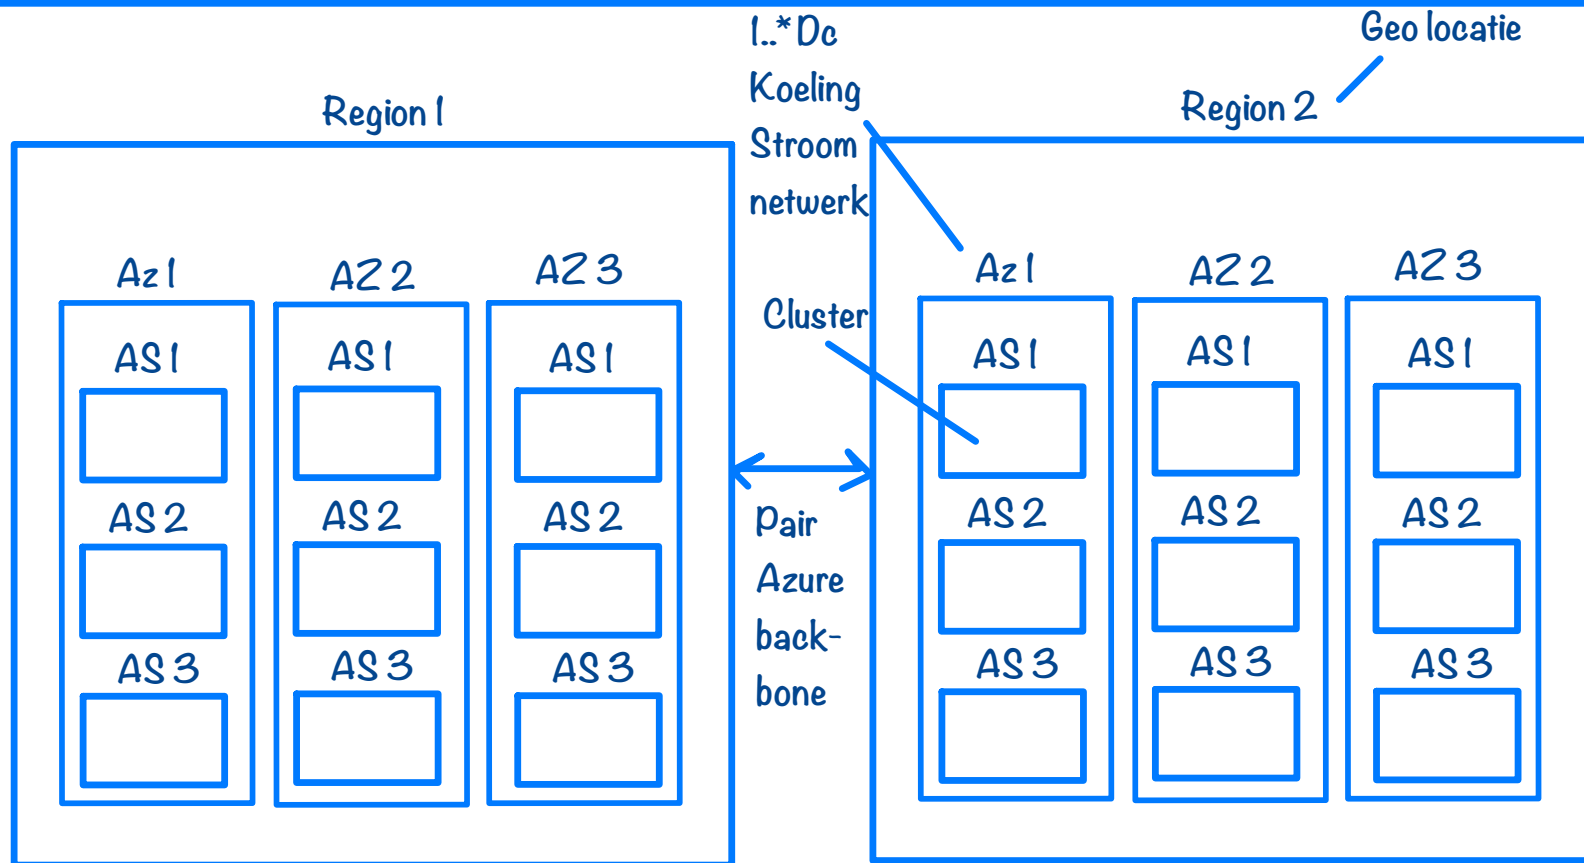 Geo locatie
1..* Dc
Koeling
Stroom
netwerk
Region 1
Region 2
Az 1
AZ 2
AZ 3
AS 1
AS 1
AS 1
AS 2
AS 2
AS 2
AS 3
AS 3
AS 3
Cluster
Pair
Azure
back-
bone
Az 1
AZ 2
AZ 3
AS 1
AS 1
AS 1
AS 2
AS 2
AS 2
AS 3
AS 3
AS 3